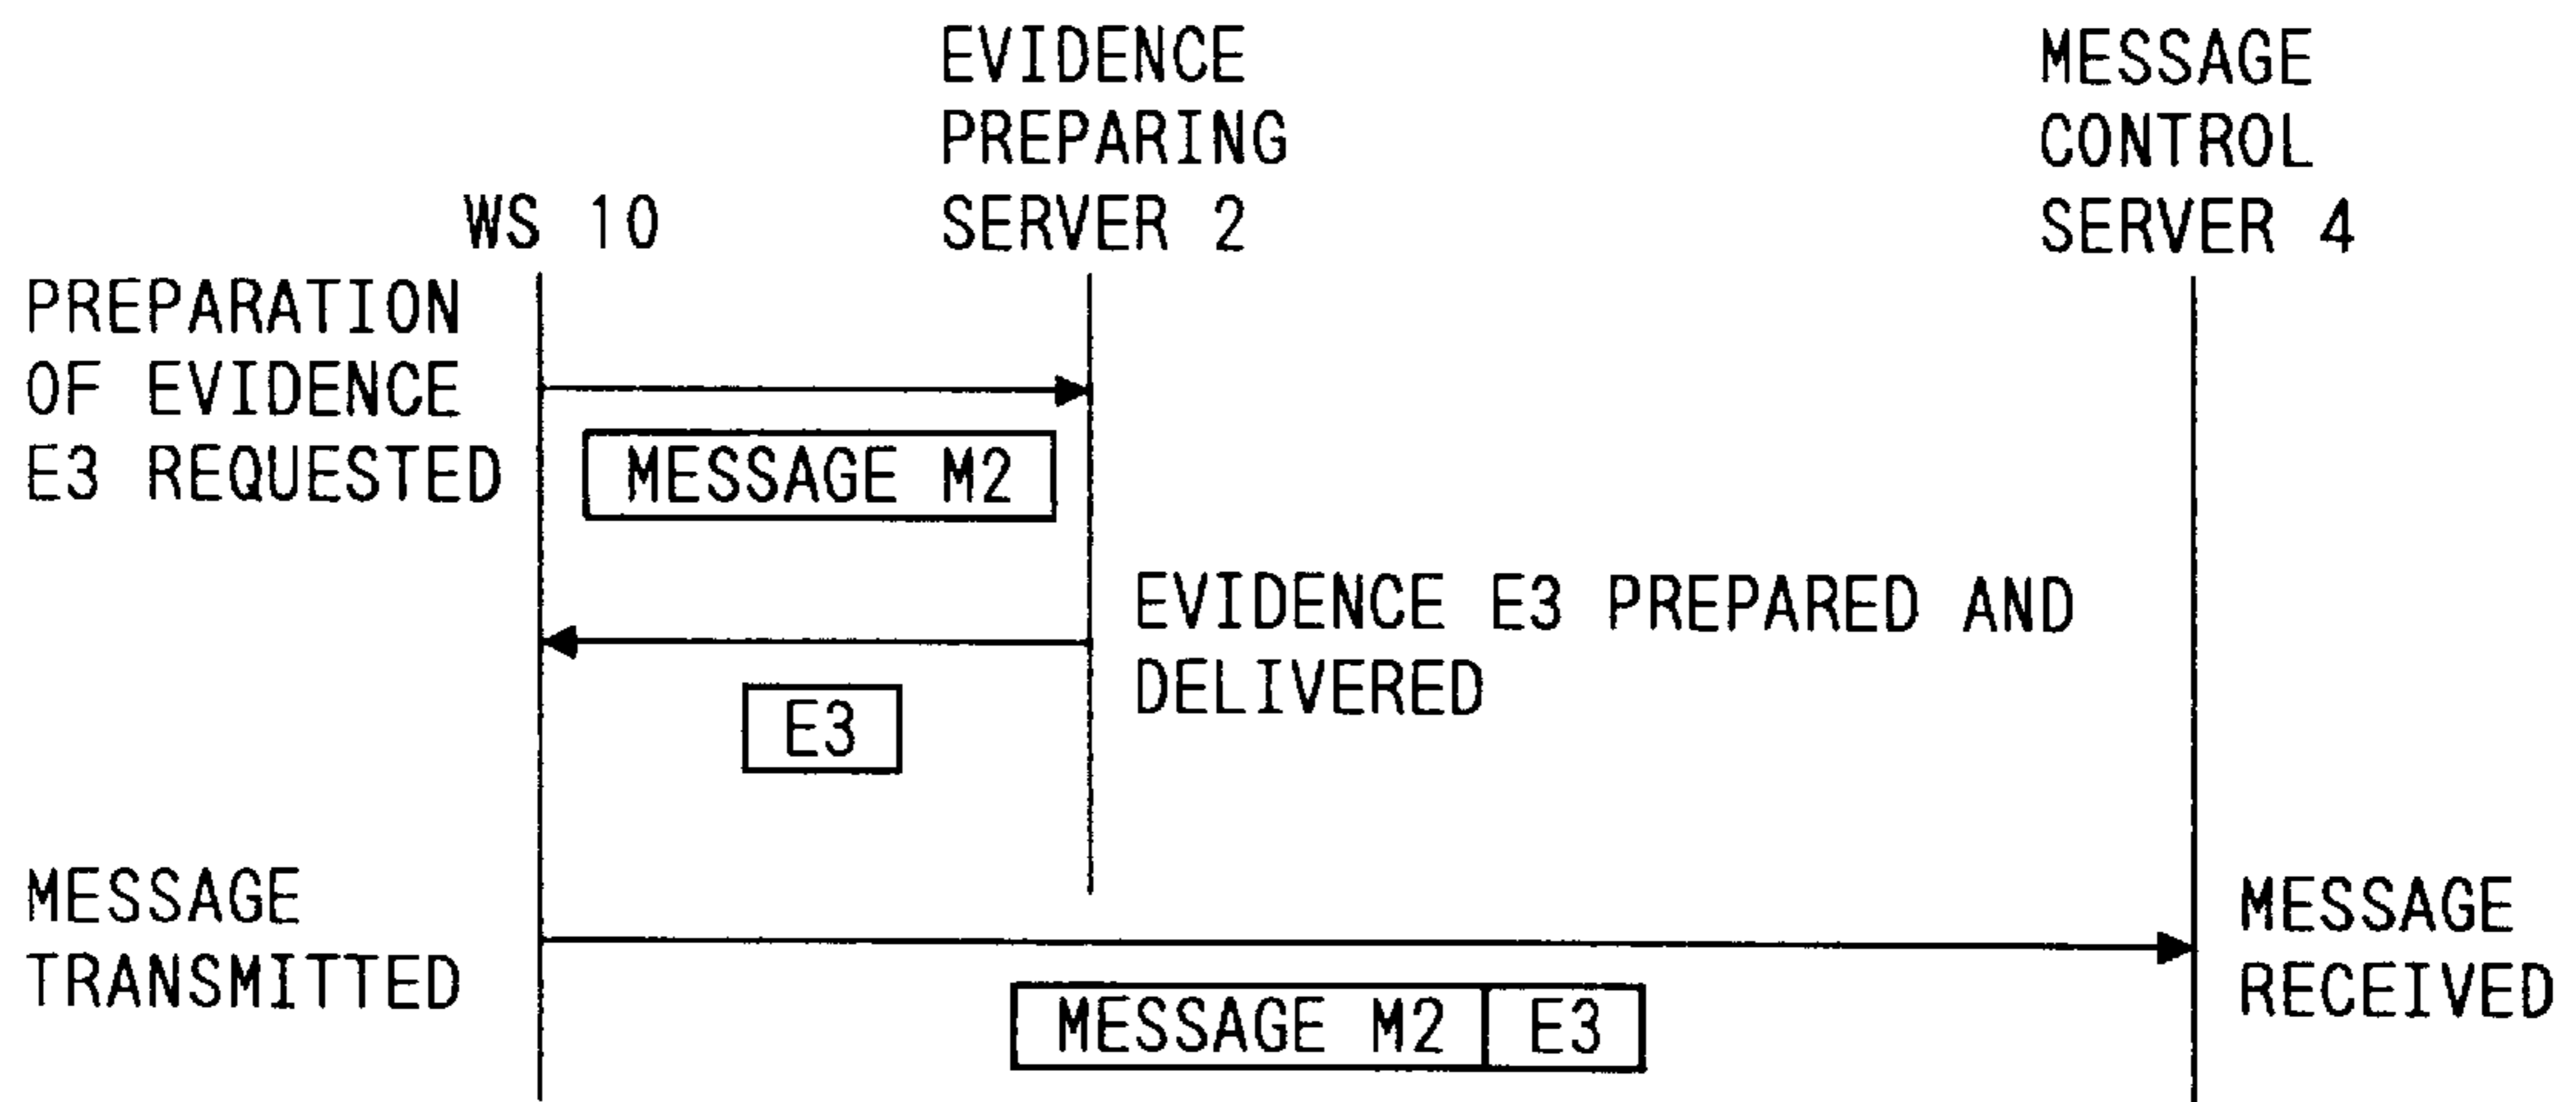 WS 10
EVIDENCE
PREPARING
SERVER 2
MESSAGE
CONTROL
SERVER 4
PREPARATION
OF EVIDENCE
E3 REQUESTED
MESSAGE M2
EVIDENCE E3 PREPARED AND
DELIVERED
E3
MESSAGE
TRANSMITTED
MESSAGE M2 E3
MESSAGE
RECEIVED